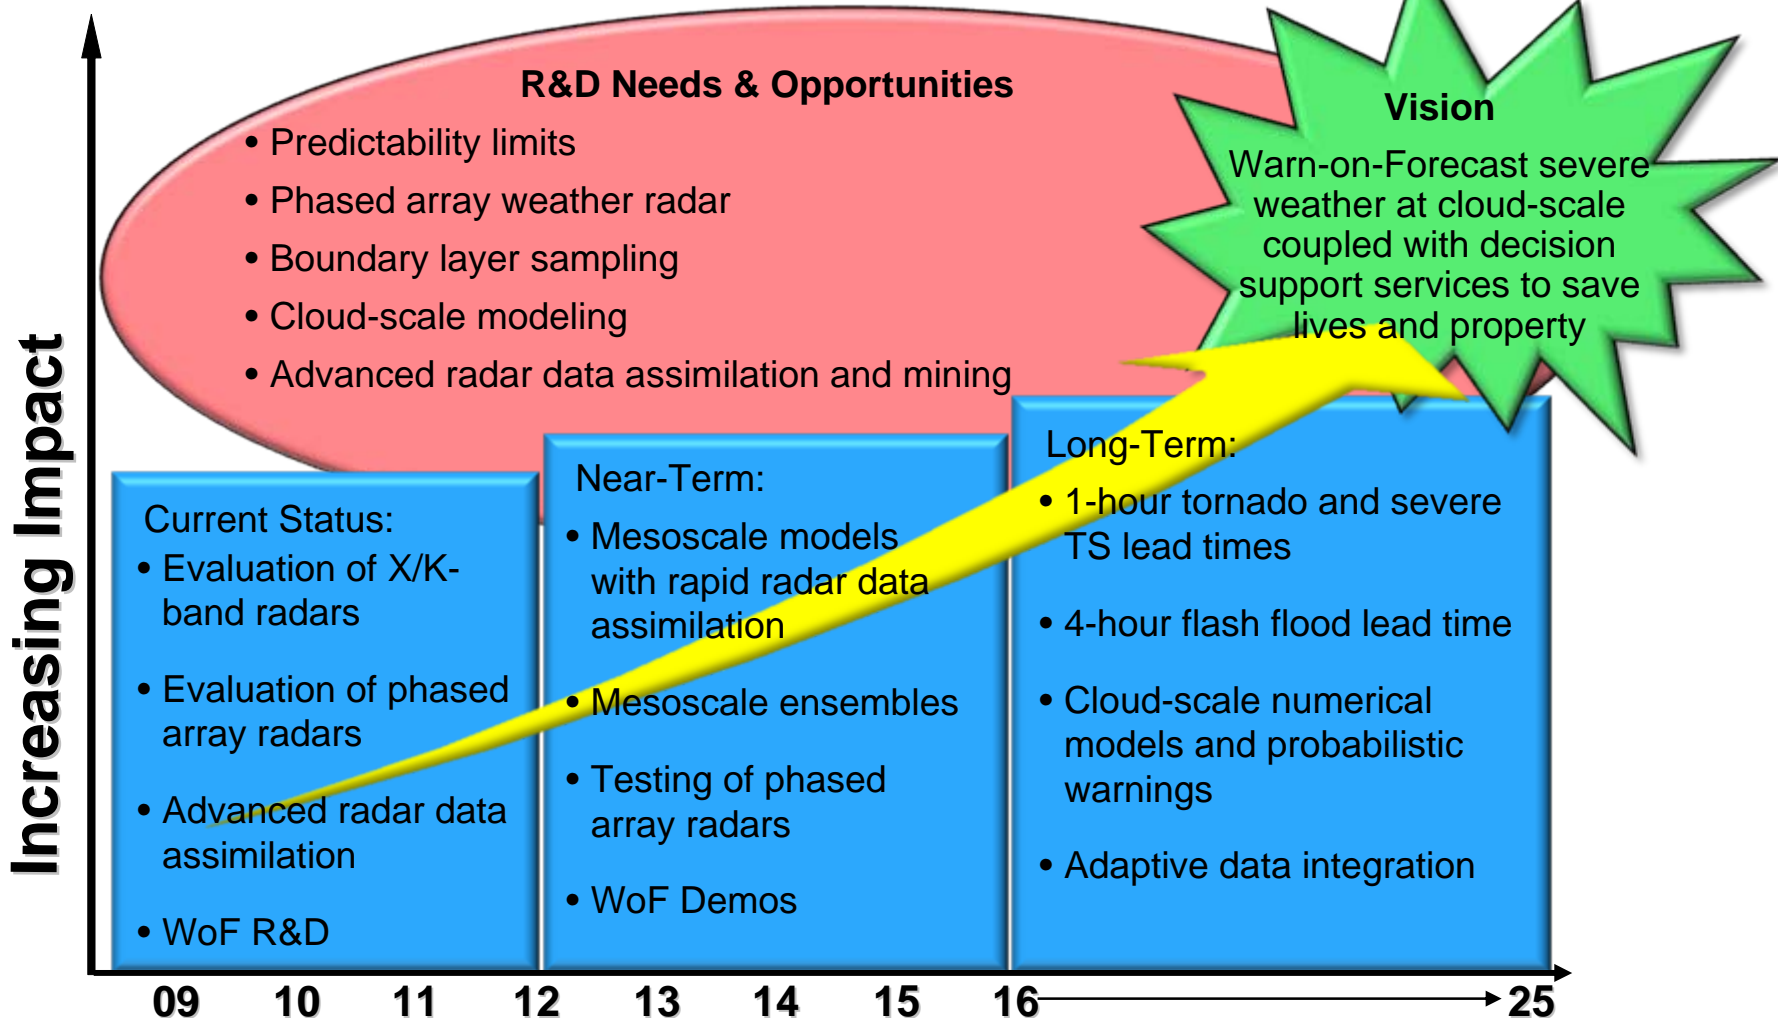 R&D Needs & Opportunities
• Predictability limits
• Phased array weather radar
• Boundary layer sampling
• Cloud-scale modeling
• Advanced radar data assimilation and mining
Vision
Warn-on-Forecast severe
weather at cloud-scale
coupled with decision
support services to save
lives and property
Increasing Impact
Current Status:
• Evaluation of X/K-
band radars
• Evaluation of phased
array radars
• Advanced radar data
assimilation
• WoF R&D
Near-Term:
• Mesoscale models
with rapid radar data
assimilation
• Mesoscale ensembles
• Testing of phased
array radars
• WoF Demos
Long-Term:
• 1-hour tornado and severe
TS lead times
• 4-hour flash flood lead time
• Cloud-scale numerical
models and probabilistic
warnings
• Adaptive data integration
09 10 11 12 13 14 15 16 25